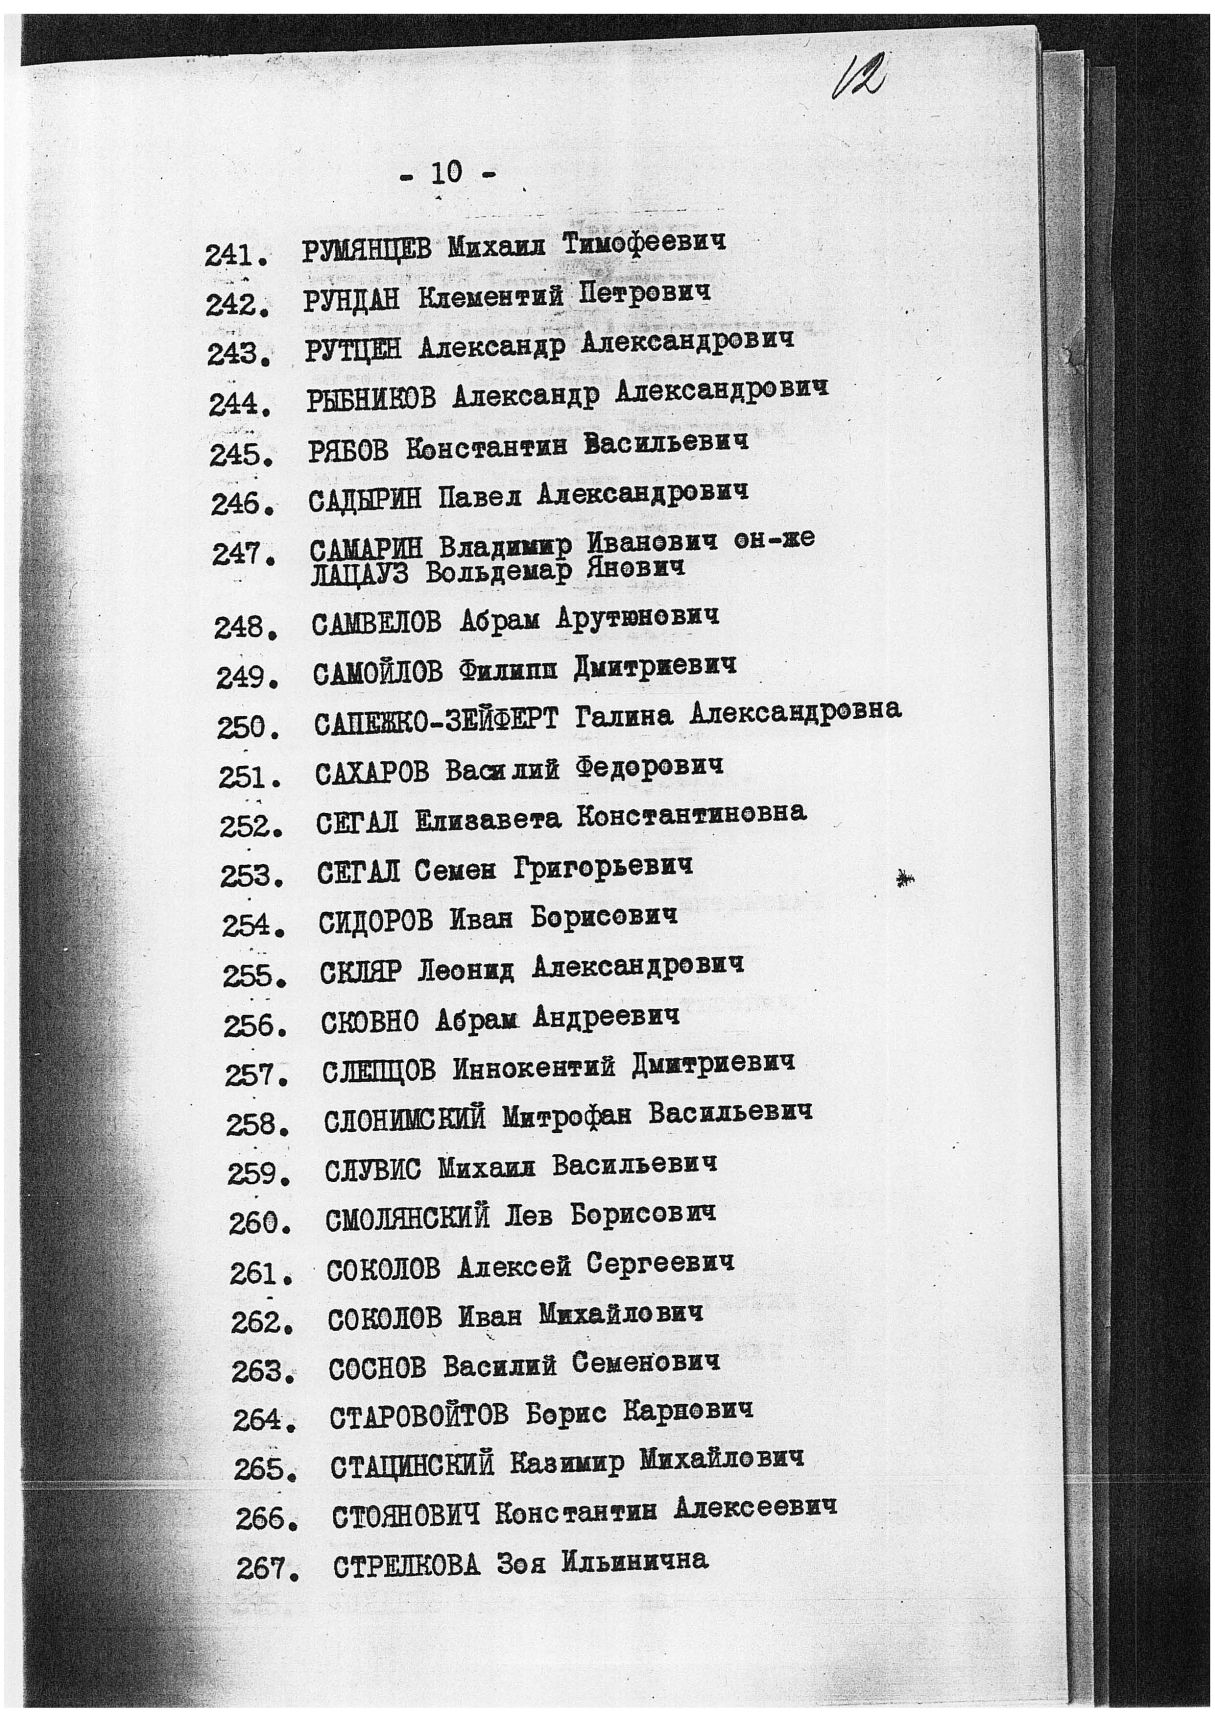 12
- 10 -
241. РУМЯНЦЕВ Михаил Тимофеевич
242. РУНДАН Клементий Петрович
243. РУТЦЕН Александр Александрович
244. РЫБНИКОВ Александр Александрович
245. РЯБОВ Константин Васильевич
246. САДЫРИН Павел Александрович
247. САМАРИН Владимир Иванович он-же
ЛАЦАУЗ Вольдемар Янович
248. САМВЕЛОВ Абрам Арутюнович
249. САМОЙЛОВ Филипп Дмитриевич
250. САПЕЖКО-ЗЕЙФЕРТ Галина Александровна
251. САХАРОВ Василий Федорович
252. СЕГАЛ Елизавета Константиновна
253. СЕГАЛ Семен Григорьевич
254. СИДОРОВ Иван Борисович
255. СКЛЯР Леонид Александрович
256. СКОВНО Абрам Андреевич
257. СЛЕПЦОВ Иннокентий Дмитриевич
258. СЛОНИМСКИЙ Митрофан Васильевич
259. СЛУВИС Михаил Васильевич
260. СМОЛЯНСКИЙ Лев Борисович
261. СОКОЛОВ Алексей Сергеевич
262. СОКОЛОВ Иван Михайлович
263. СОСНОВ Василий Семенович
264. СТАРОВОЙТОВ Борис Карпович
265. СТАЦИНСКИЙ Казимир Михайлович
266. СТОЯНОВИЧ Константин Алексеевич
267. СТРЕЛКОВА Зоя Ильинична